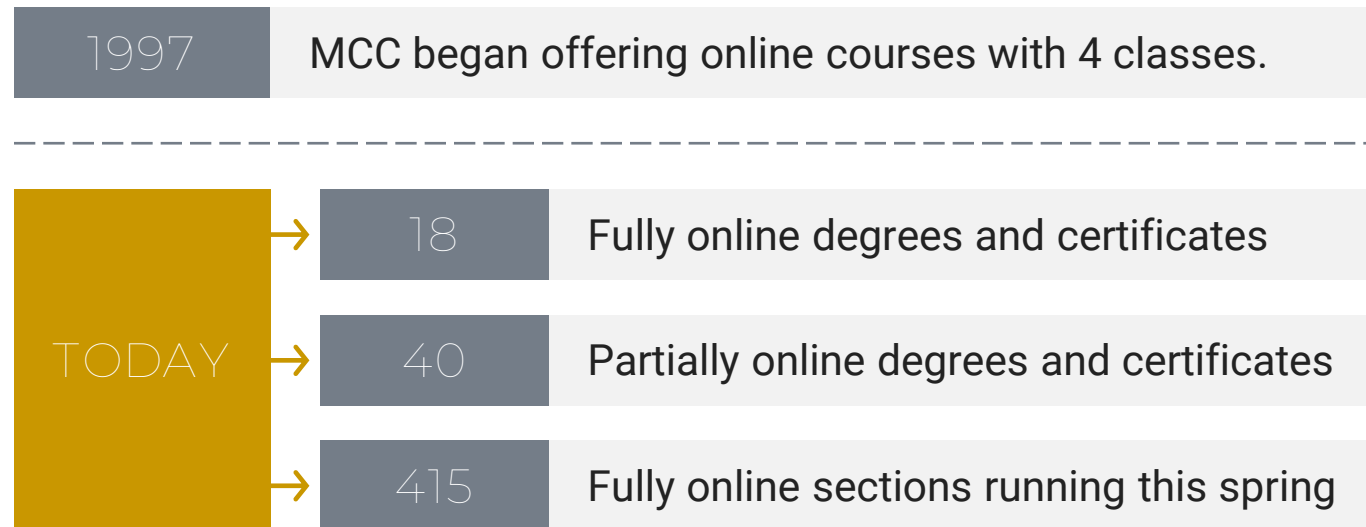 1997 MCC began offering online courses with 4 classes.
18 Fully online degrees and certificates
TODAY 40 Partially online degrees and certificates
415 Fully online sections running this spring